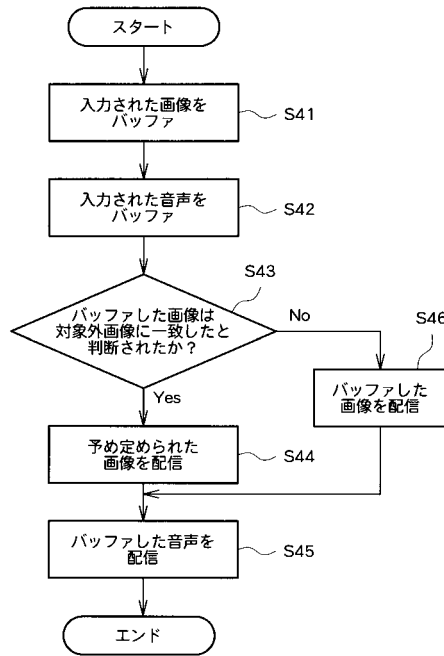 スタート
入力された画像を
バッファ
S41
入力された音声を
バッファ
S42
バッファした画像は
対象外画像に一致したと
判断されたか？
S43
No
Yes
バッファした
画像を配信
S46
予め定められた
画像を配信
S44
バッファした音声を
配信
S45
エンド